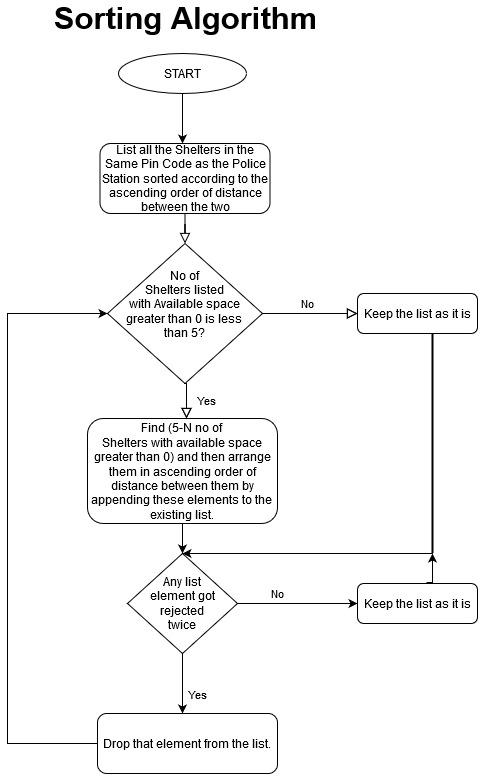 Sorting Algorithm
START
List all the Shelters in the
Same Pin Code as the Police
Station sorted according to the
ascending order of distance
between the two
No of
Shelters listed
with Available space
greater than 0 is less
than 5?
No
Keep the list as it is
Yes
Find (5-N no of
Shelters with available space
greater than 0) and then arrange
them in ascending order of
distance between them by
appending these elements to the
existing list.
Any list
element got
rejected
twice
No
Keep the list as it is
Yes
Drop that element from the list.